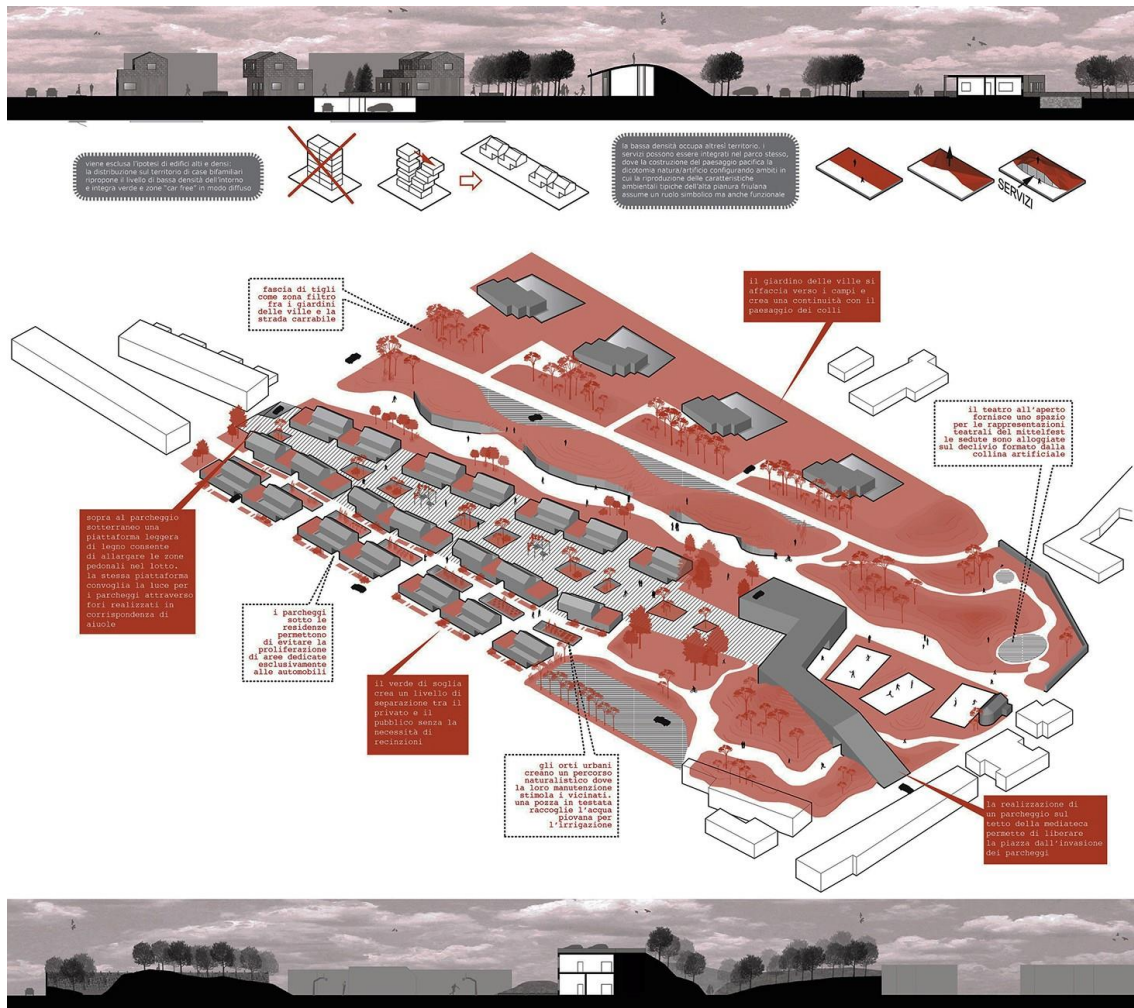 viene esclusa l'ipotesi di edifici alti e densi:
la distribuzione sul territorio di case bifamiliari
ripropone il livello di bassa densità dell'intorno
e integra verde e zone "car free" in modo diffuso
la bassa densità occupa altresì territorio. i
servizi possono essere integrati nel parco stesso,
dove la costruzione del paesaggio pacifica la
dicotomia natura/artificio configurando ambiti in
cui la riproduzione delle caratteristiche
ambientali tipiche dell'alta pianura friulana
assume un ruolo simbolico ma anche funzionale
SERVIZI
fascia di tigli
come zona filtro
fra i giardini
delle ville e la
strada carrabile
il giardino delle ville si
affaccia verso i campi e
crea una continuità con il
paesaggio dei colli
il teatro all'aperto
fornisce uno spazio
per le rappresentazioni
teatrali del mittelfest
le sedute sono alloggiate
sul declivio formato dalla
collina artificiale
sopra al parcheggio
sotterraneo una
piattaforma leggera
di legno consente
di allargare le zone
pedonali nel lotto.
la stessa piattaforma
convoglia la luce per
i parcheggi attraverso
fori realizzati in
corrispondenza di
aiuole
i parcheggi
sotto le
residenze
permettono
di evitare la
proliferazione
di aree dedicate
esclusivamente
alle automobili
il verde di soglia
crea un livello di
separazione tra il
privato e il
pubblico senza la
necessità di
recinzioni
gli orti urbani
creano un percorso
naturalistico dove
la loro manutenzione
stimola i vicinati.
una pozza in testata
raccoglie l'acqua
piovana per
l'irrigazione
la realizzazione di
un parcheggio sul
tetto della mediateca
permette di liberare
la piazza dall'invasione
dei parcheggi